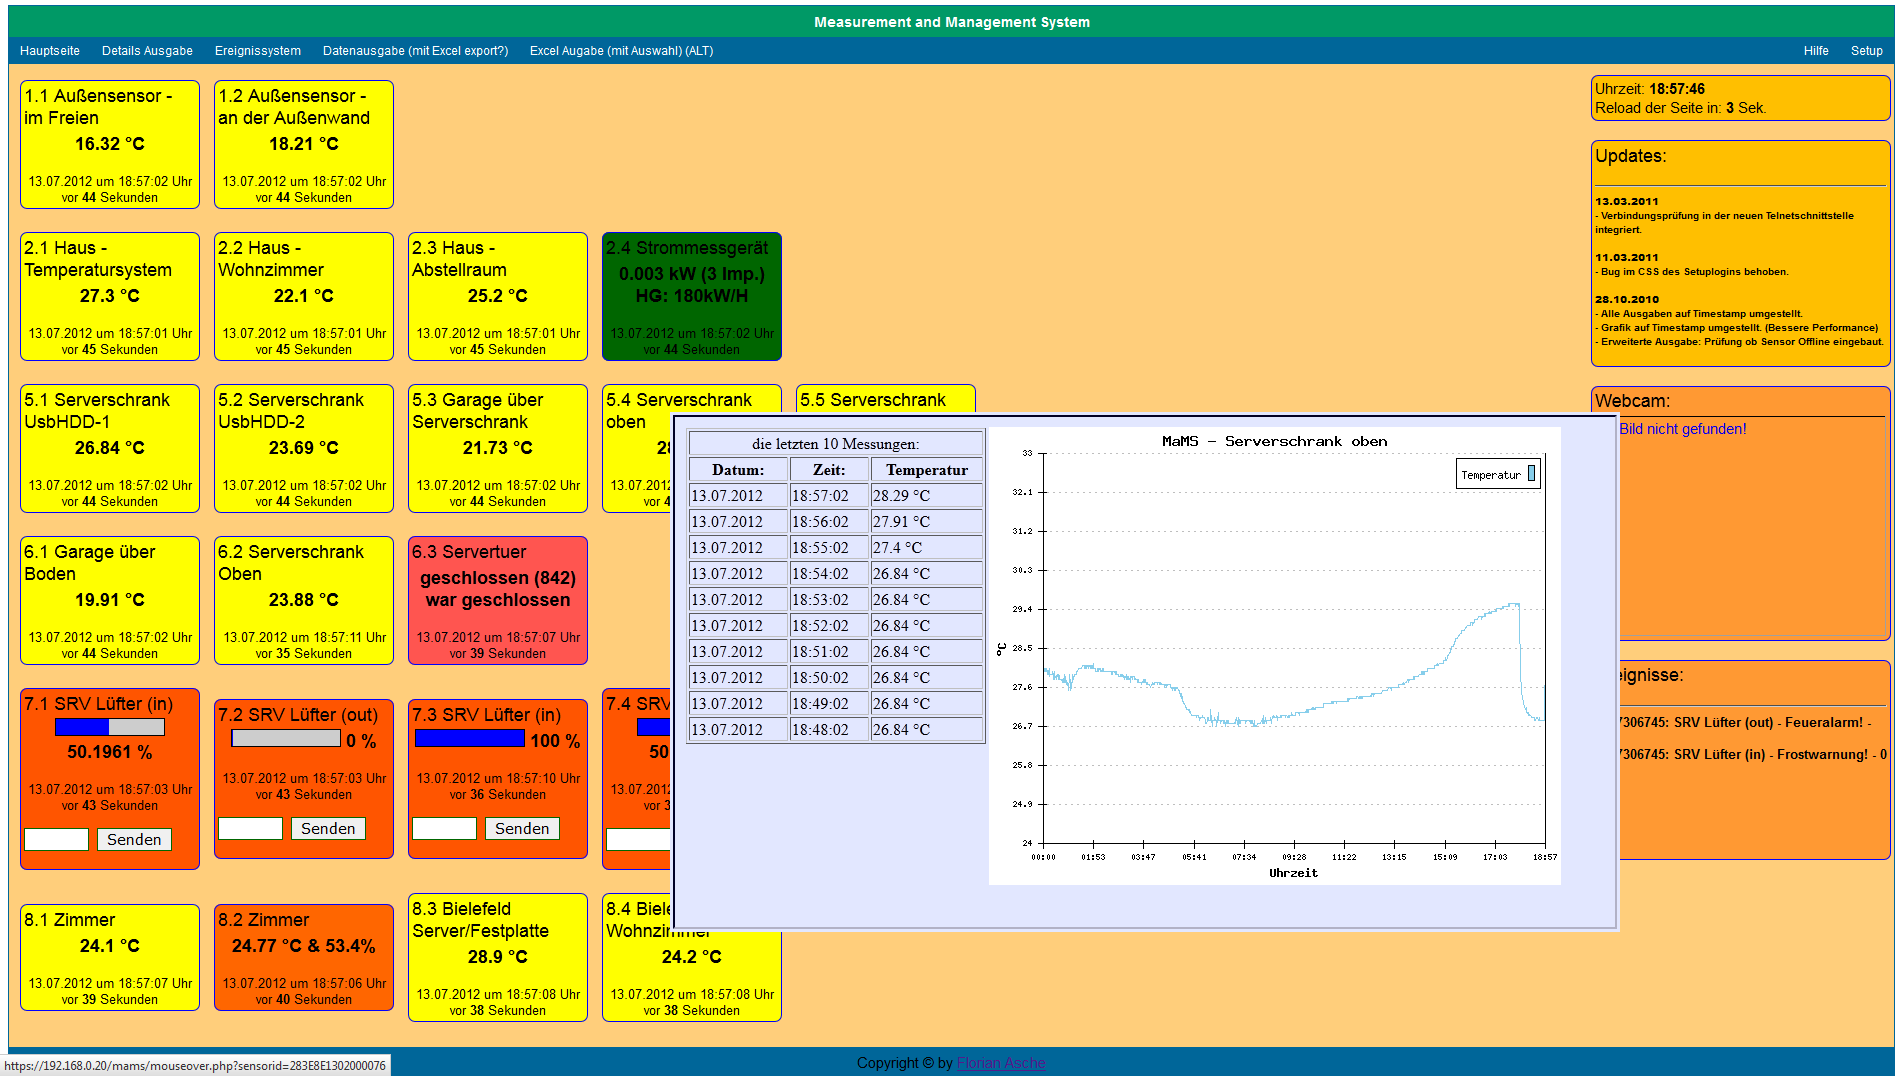 Measurement and Management System
Hauptseite Details Ausgabe Ereignissystem Datenausgabe (mit Excel export?) Excel Augabe (mit Auswahl) (ALT) Hilfe Setup
1.1 Außensensor -
im Freien
16.32 °C
13.07.2012 um 18:57:02 Uhr
vor 44 Sekunden
1.2 Außensensor -
an der Außenwand
18.21 °C
13.07.2012 um 18:57:02 Uhr
vor 44 Sekunden
2.1 Haus -
Temperatursystem
27.3 °C
13.07.2012 um 18:57:01 Uhr
vor 45 Sekunden
2.2 Haus -
Wohnzimmer
22.1 °C
13.07.2012 um 18:57:01 Uhr
vor 45 Sekunden
2.3 Haus -
Abstellraum
25.2 °C
13.07.2012 um 18:57:01 Uhr
vor 45 Sekunden
2.4 Strommessgerät
0.003 kW (3 Imp.)
HG: 180kW/H
13.07.2012 um 18:57:02 Uhr
vor 44 Sekunden
5.1 Serverschrank
UsbHDD-1
26.84 °C
13.07.2012 um 18:57:02 Uhr
vor 44 Sekunden
5.2 Serverschrank
UsbHDD-2
23.69 °C
13.07.2012 um 18:57:02 Uhr
vor 44 Sekunden
5.3 Garage über
Serverschrank
21.73 °C
13.07.2012 um 18:57:02 Uhr
vor 44 Sekunden
5.4 Serverschrank
oben
28
13.07.2012
vor 4
5.5 Serverschrank
6.1 Garage über
Boden
19.91 °C
13.07.2012 um 18:57:02 Uhr
vor 44 Sekunden
6.2 Serverschrank
Oben
23.88 °C
13.07.2012 um 18:57:11 Uhr
vor 35 Sekunden
6.3 Servertuer
geschlossen (842)
war geschlossen
13.07.2012 um 18:57:07 Uhr
vor 39 Sekunden
7.1 SRV Lüfter (in)
50.1961 %
13.07.2012 um 18:57:03 Uhr
vor 43 Sekunden
Senden
7.2 SRV Lüfter (out)
0 %
13.07.2012 um 18:57:03 Uhr
vor 43 Sekunden
Senden
7.3 SRV Lüfter (in)
100 %
13.07.2012 um 18:57:10 Uhr
vor 36 Sekunden
Senden
7.4 SRV
50
13.07.2012
vor 3
8.1 Zimmer
24.1 °C
13.07.2012 um 18:57:07 Uhr
vor 39 Sekunden
8.2 Zimmer
24.77 °C & 53.4%
13.07.2012 um 18:57:06 Uhr
vor 40 Sekunden
8.3 Bielefeld
Server/Festplatte
28.9 °C
13.07.2012 um 18:57:08 Uhr
vor 38 Sekunden
8.4 Biele
Wohnzimmer
24.2 °C
13.07.2012 um 18:57:08 Uhr
vor 38 Sekunden
die letzten 10 Messungen:
Datum: Zeit: Temperatur
13.07.2012 18:57:02 28.29 °C
13.07.2012 18:56:02 27.91 °C
13.07.2012 18:55:02 27.4 °C
13.07.2012 18:54:02 26.84 °C
13.07.2012 18:53:02 26.84 °C
13.07.2012 18:52:02 26.84 °C
13.07.2012 18:51:02 26.84 °C
13.07.2012 18:50:02 26.84 °C
13.07.2012 18:49:02 26.84 °C
13.07.2012 18:48:02 26.84 °C
MaMS - Serverschrank oben
Temperatur
33
32.1
31.2
30.3
29.4
28.5
27.6
26.7
25.8
24.9
24
°C
00:00 01:53 03:47 05:41 07:34 09:28 11:22 13:15 15:09 17:03 18:57
Uhrzeit
Uhrzeit: 18:57:46
Reload der Seite in: 3 Sek.
Updates:
13.03.2011
- Verbindungsprüfung in der neuen Telnetschnittstelle
integriert.
11.03.2011
- Bug im CSS des Setuplogins behoben.
28.10.2010
- Alle Ausgaben auf Timestamp umgestellt.
- Grafik auf Timestamp umgestellt. (Bessere Performance)
- Erweiterte Ausgabe: Prüfung ob Sensor Offline eingebaut.
Webcam:
Bild nicht gefunden!
eignisse:
7306745: SRV Lüfter (out) - Feueralarm! -
7306745: SRV Lüfter (in) - Frostwarnung! - 0
Copyright © by Florian Asche
https://192.168.0.20/mams/mouseover.php?sensorid=283E8E1302000076